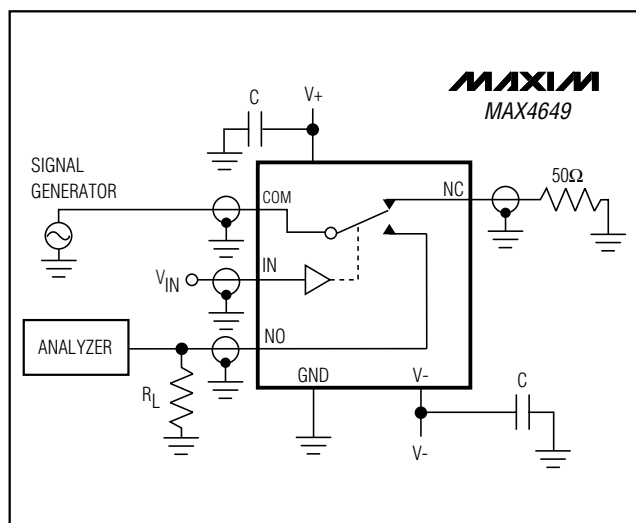 MAXIM
MAX4649
V+
C
SIGNAL
GENERATOR
50Ω
COM
NC
VIN
IN
ANALYZER
NO
RL
GND
V-
C
V-